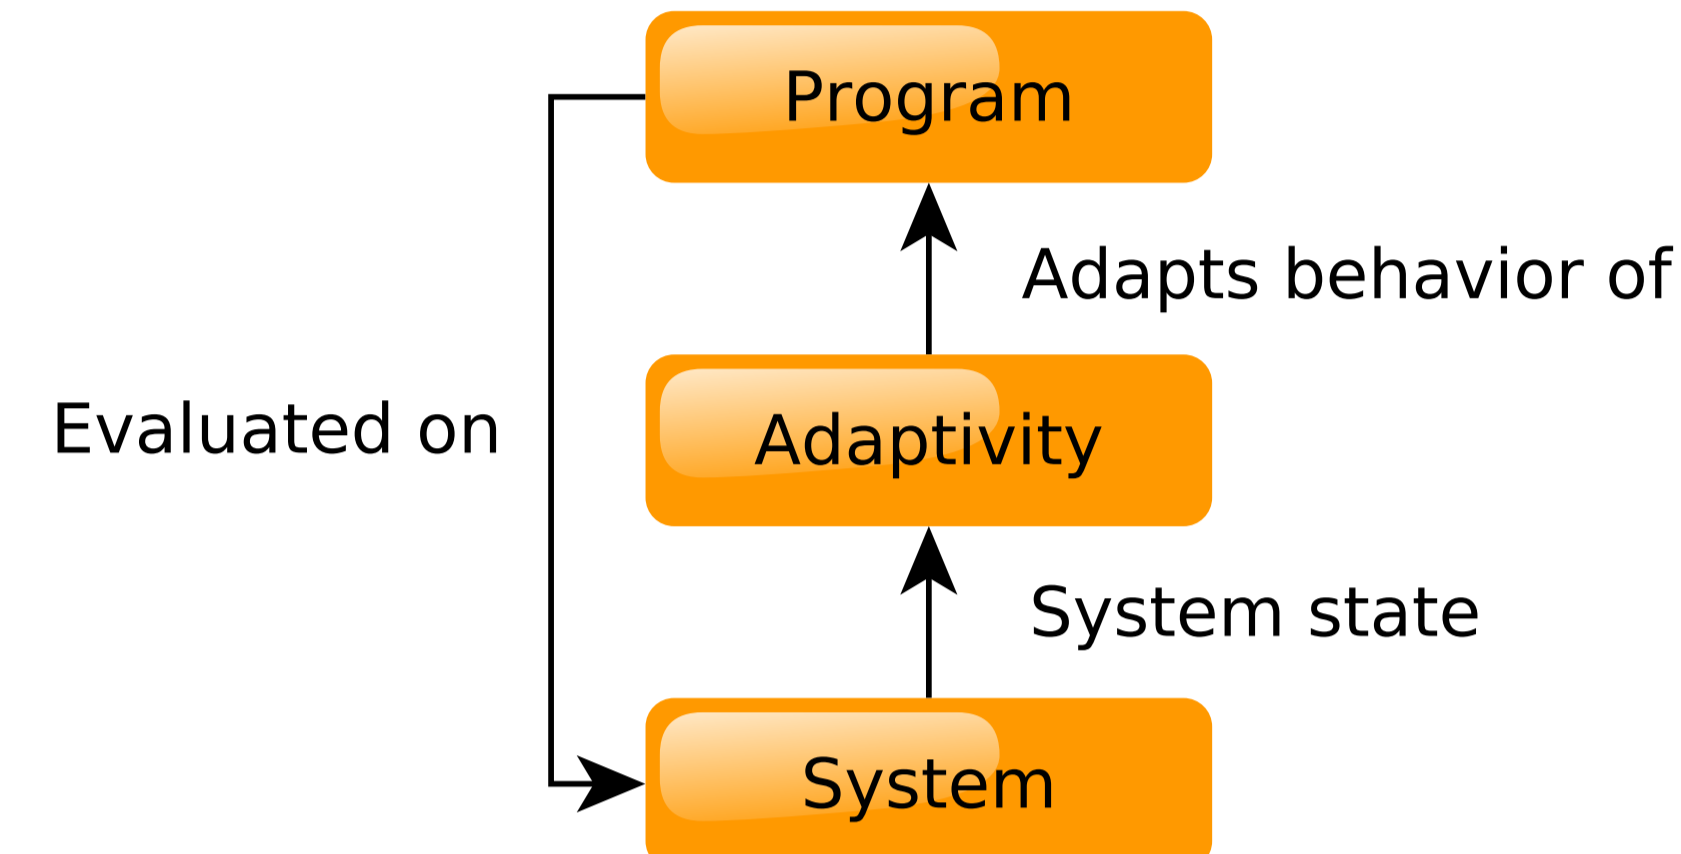 Program
Adapts behavior of
Evaluated on
Adaptivity
System state
System